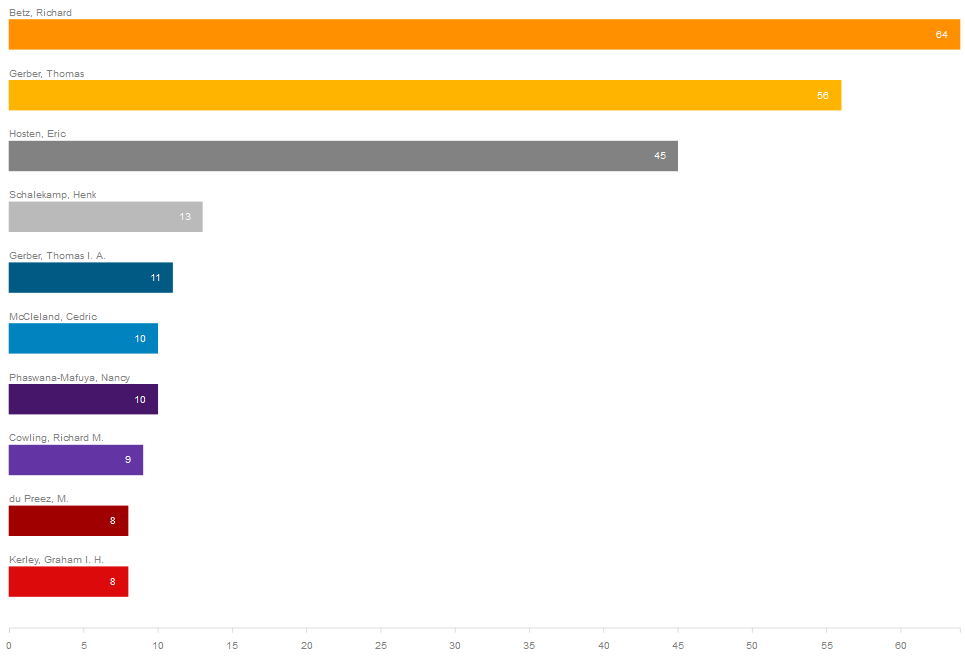 Betz, Richard
64
Gerber, Thomas
56
Hosten, Eric
45
Schalekamp, Henk
13
Gerber, Thomas I. A.
11
McCleland, Cedric
10
Phaswana-Mafuya, Nancy
10
Cowling, Richard M.
9
du Preez, M.
8
Kerley, Graham I. H.
8
0 5 10 15 20 25 30 35 40 45 50 55 60